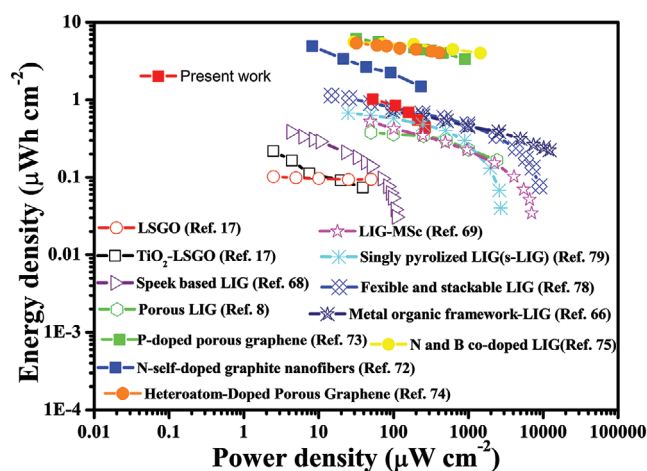 10
1
0.1
0.01
1E-3
1E-4
Energy density (μWh cm⁻²)
Present work
LSGO (Ref. 17)
TiO₂-LSGO (Ref. 17)
Speek based LIG (Ref. 68)
Porous LIG (Ref. 8)
P-doped porous graphene (Ref. 73)
N-self-doped graphite nanofibers (Ref. 72)
Heteroatom-Doped Porous Graphene (Ref. 74)
LIG-MSc (Ref. 69)
Singly pyrolized LIG(s-LIG) (Ref. 79)
Fexible and stackable LIG (Ref. 78)
Metal organic framework-LIG (Ref. 66)
N and B co-doped LIG(Ref. 75)
0.01 0.1 1 10 100 1000 10000 100000
Power density (μW cm⁻²)